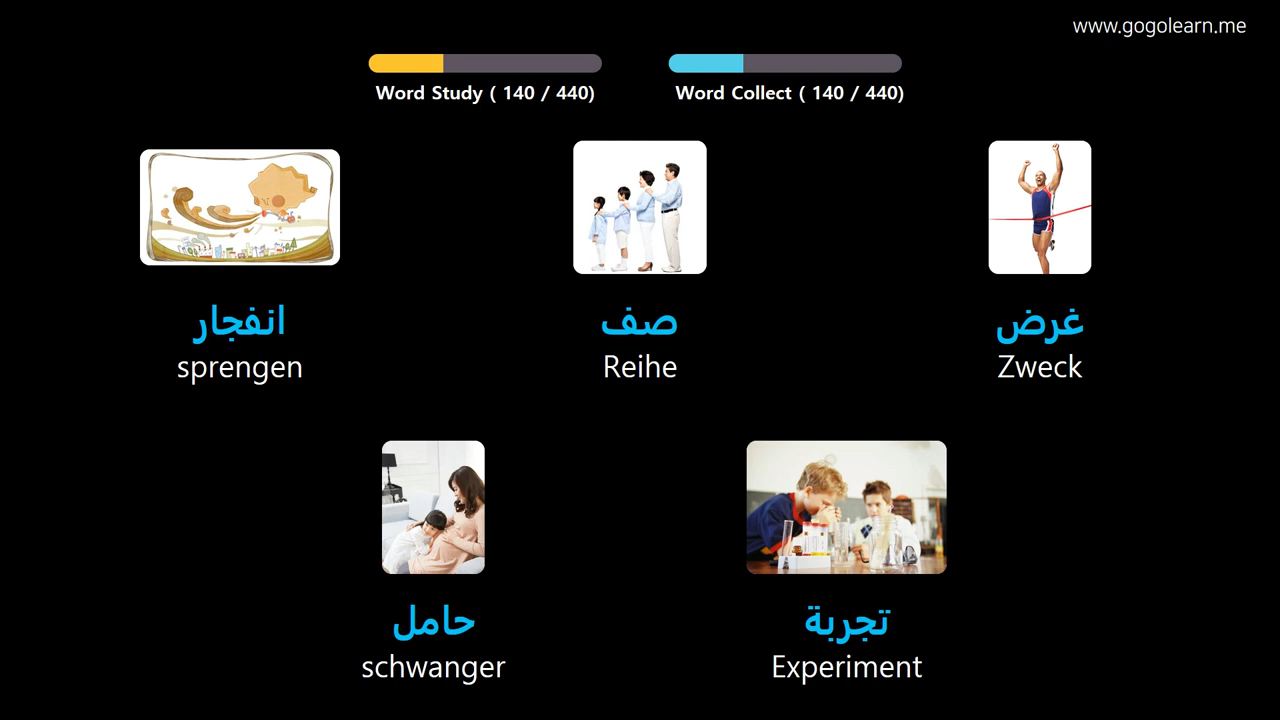 www.gogolearn.me
Word Study ( 140 / 440)
Word Collect ( 140 / 440)
انفجار
sprengen
صف
Reihe
غرض
Zweck
حامل
schwanger
تجربة
Experiment